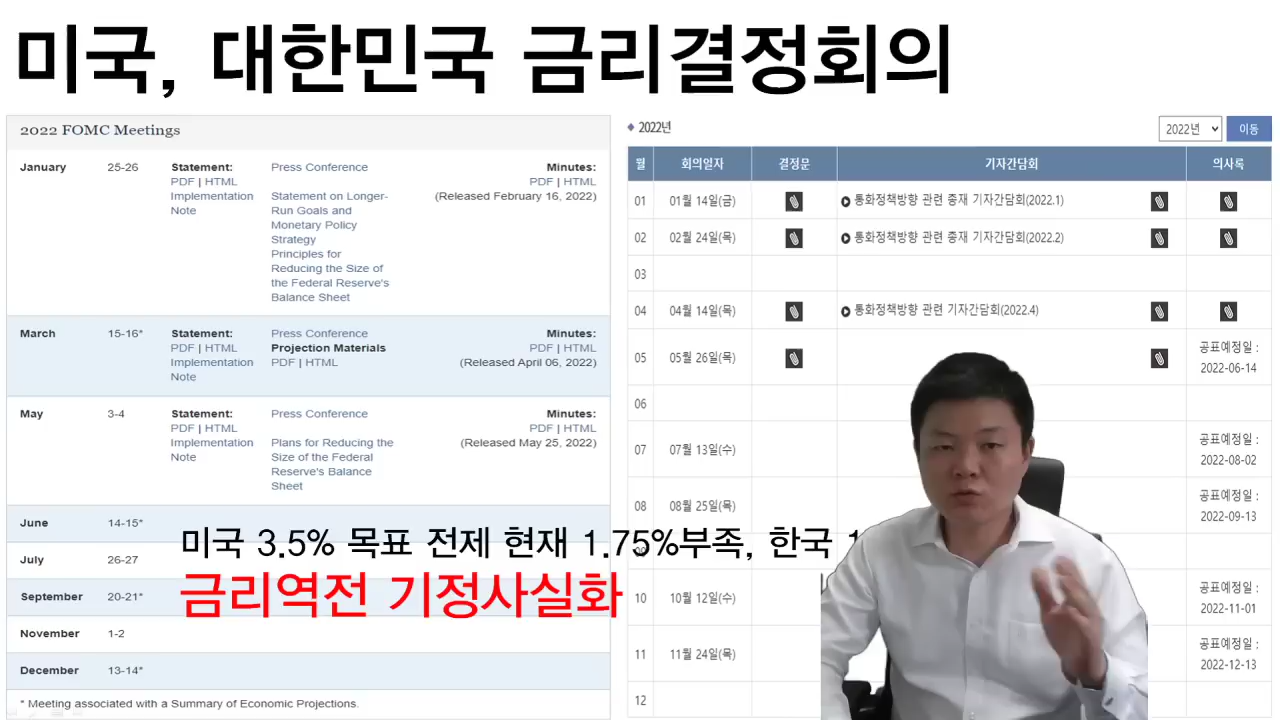 미국, 대한민국 금리결정회의
2022 FOMC Meetings
January 25-26 Statement: Press Conference Minutes:
PDF | HTML PDF | HTML
Implementation Statement on Longer- (Released February 16, 2022)
Note Run Goals and
Monetary Policy
Strategy
Principles for
Reducing the Size of
the Federal Reserve's
Balance Sheet
March 15-16* Statement: Press Conference Minutes:
PDF | HTML Projection Materials PDF | HTML
Implementation PDF | HTML (Released April 06, 2022)
Note
May 3-4 Statement: Press Conference Minutes:
PDF | HTML PDF | HTML
Implementation Plans for Reducing the (Released May 25, 2022)
Note Size of the Federal
Reserve's Balance
Sheet
June 14-15*
July 26-27
September 20-21*
November 1-2
December 13-14*
* Meeting associated with a Summary of Economic Projections.
2022년 2022년 이동
월 회의일자 결정문 기자간담회 의사록
01 01월 14일(금) 통화정책방향 관련 총재 기자간담회(2022.1)
02 02월 24일(목) 통화정책방향 관련 총재 기자간담회(2022.2)
03
04 04월 14일(목) 통화정책방향 관련 기자간담회(2022.4)
05 05월 26일(목) 공표예정일 :
2022-06-14
06
07 07월 13일(수) 공표예정일 :
2022-08-02
08 08월 25일(목) 공표예정일 :
2022-09-13
10 10월 12일(수) 공표예정일 :
2022-11-01
11 11월 24일(목) 공표예정일 :
2022-12-13
12
미국 3.5% 목표 전제 현재 1.75%부족, 한국
금리역전 기정사실화